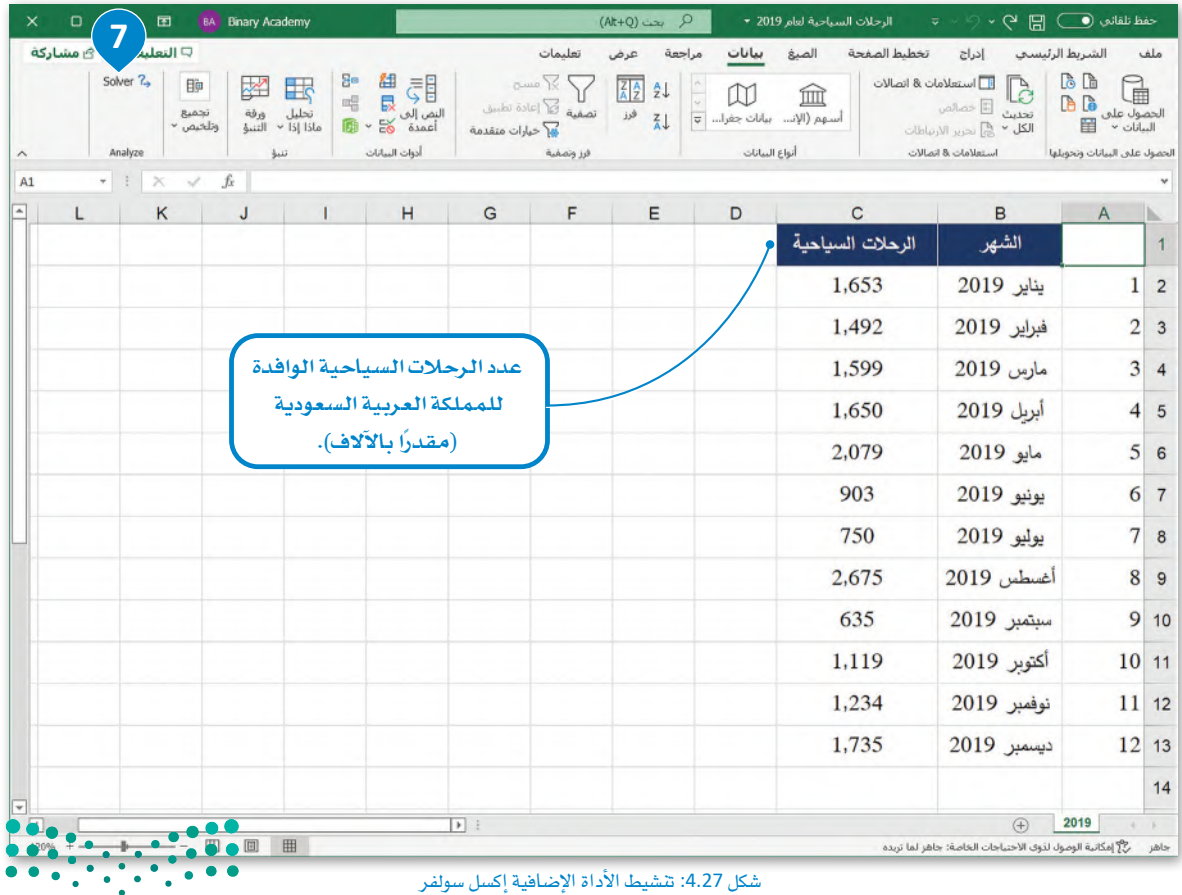 حفظ تلقائي
الرحلات السياحية لعام 2019
بحث (Alt+Q)
Binary Academy
BA
7
ملف الشريط الرئيسي إدراج تخطيط الصفحة الصيغ بيانات مراجعة عرض تعليمات
مشاركة
الحصول على البيانات
تحديث الكل
استعلامات & اتصالات
خصائص
تحرير الارتباطات
أسهم (الإن...
بيانات جغرا...
فرز
تصفية
مسح
إعادة تطبيق
خيارات متقدمة
النص إلى أعمدة
تحليل ماذا إذا
ورقة التنبؤ
تجميع وتلخيص
Solver
الحصول على البيانات وتحويلها
استعلامات & اتصالات
أنواع البيانات
فرز وتصفية
أدوات البيانات
تنبؤ
Analyze
A1
fx
A B C D E F G H I J K L
1 الشهر الرحلات السياحية
2 1 يناير 2019 1,653
3 2 فبراير 2019 1,492
4 3 مارس 2019 1,599
5 4 أبريل 2019 1,650
6 5 مايو 2019 2,079
7 6 يونيو 2019 903
8 7 يوليو 2019 750
9 8 أغسطس 2019 2,675
10 9 سبتمبر 2019 635
11 10 أكتوبر 2019 1,119
12 11 نوفمبر 2019 1,234
13 12 ديسمبر 2019 1,735
14
عدد الرحلات السياحية الوافدة
للمملكة العربية السعودية
(مقدرًا بالآلاف).
2019
جاهز
إمكانية الوصول لذوي الاحتياجات الخاصة: جاهز لما تريده
شكل 4.27: تنشيط الأداة الإضافية إكسل سولفر